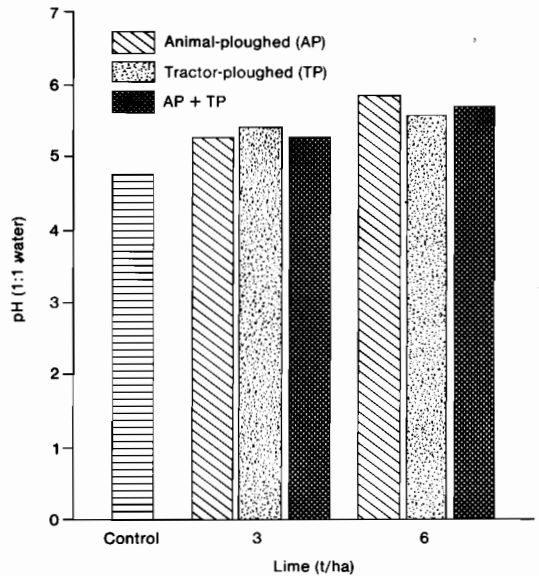 7
Animal-ploughed (AP)
6
Tractor-ploughed (TP)
AP + TP
5
4
pH (1:1 water)
3
2
1
0
Control
3
6
Lime (t/ha)